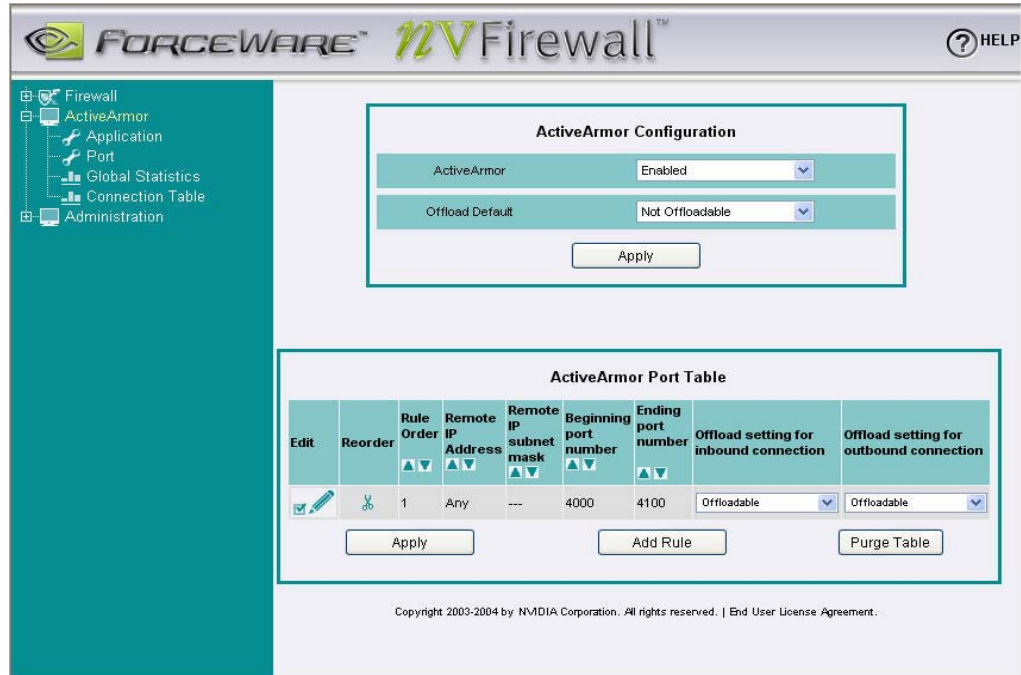 FORCEWARE™ nVFirewall™
HELP
Firewall
ActiveArmor
Application
Port
Global Statistics
Connection Table
Administration
ActiveArmor Configuration
ActiveArmor Enabled
Offload Default Not Offloadable
Apply
ActiveArmor Port Table
Edit Reorder Rule Order Remote IP Address Remote IP subnet mask Beginning port number Ending port number Offload setting for inbound connection Offload setting for outbound connection
1 Any --- 4000 4100 Offloadable Offloadable
Apply Add Rule Purge Table
Copyright 2003-2004 by NVIDIA Corporation. All rights reserved. | End User License Agreement.